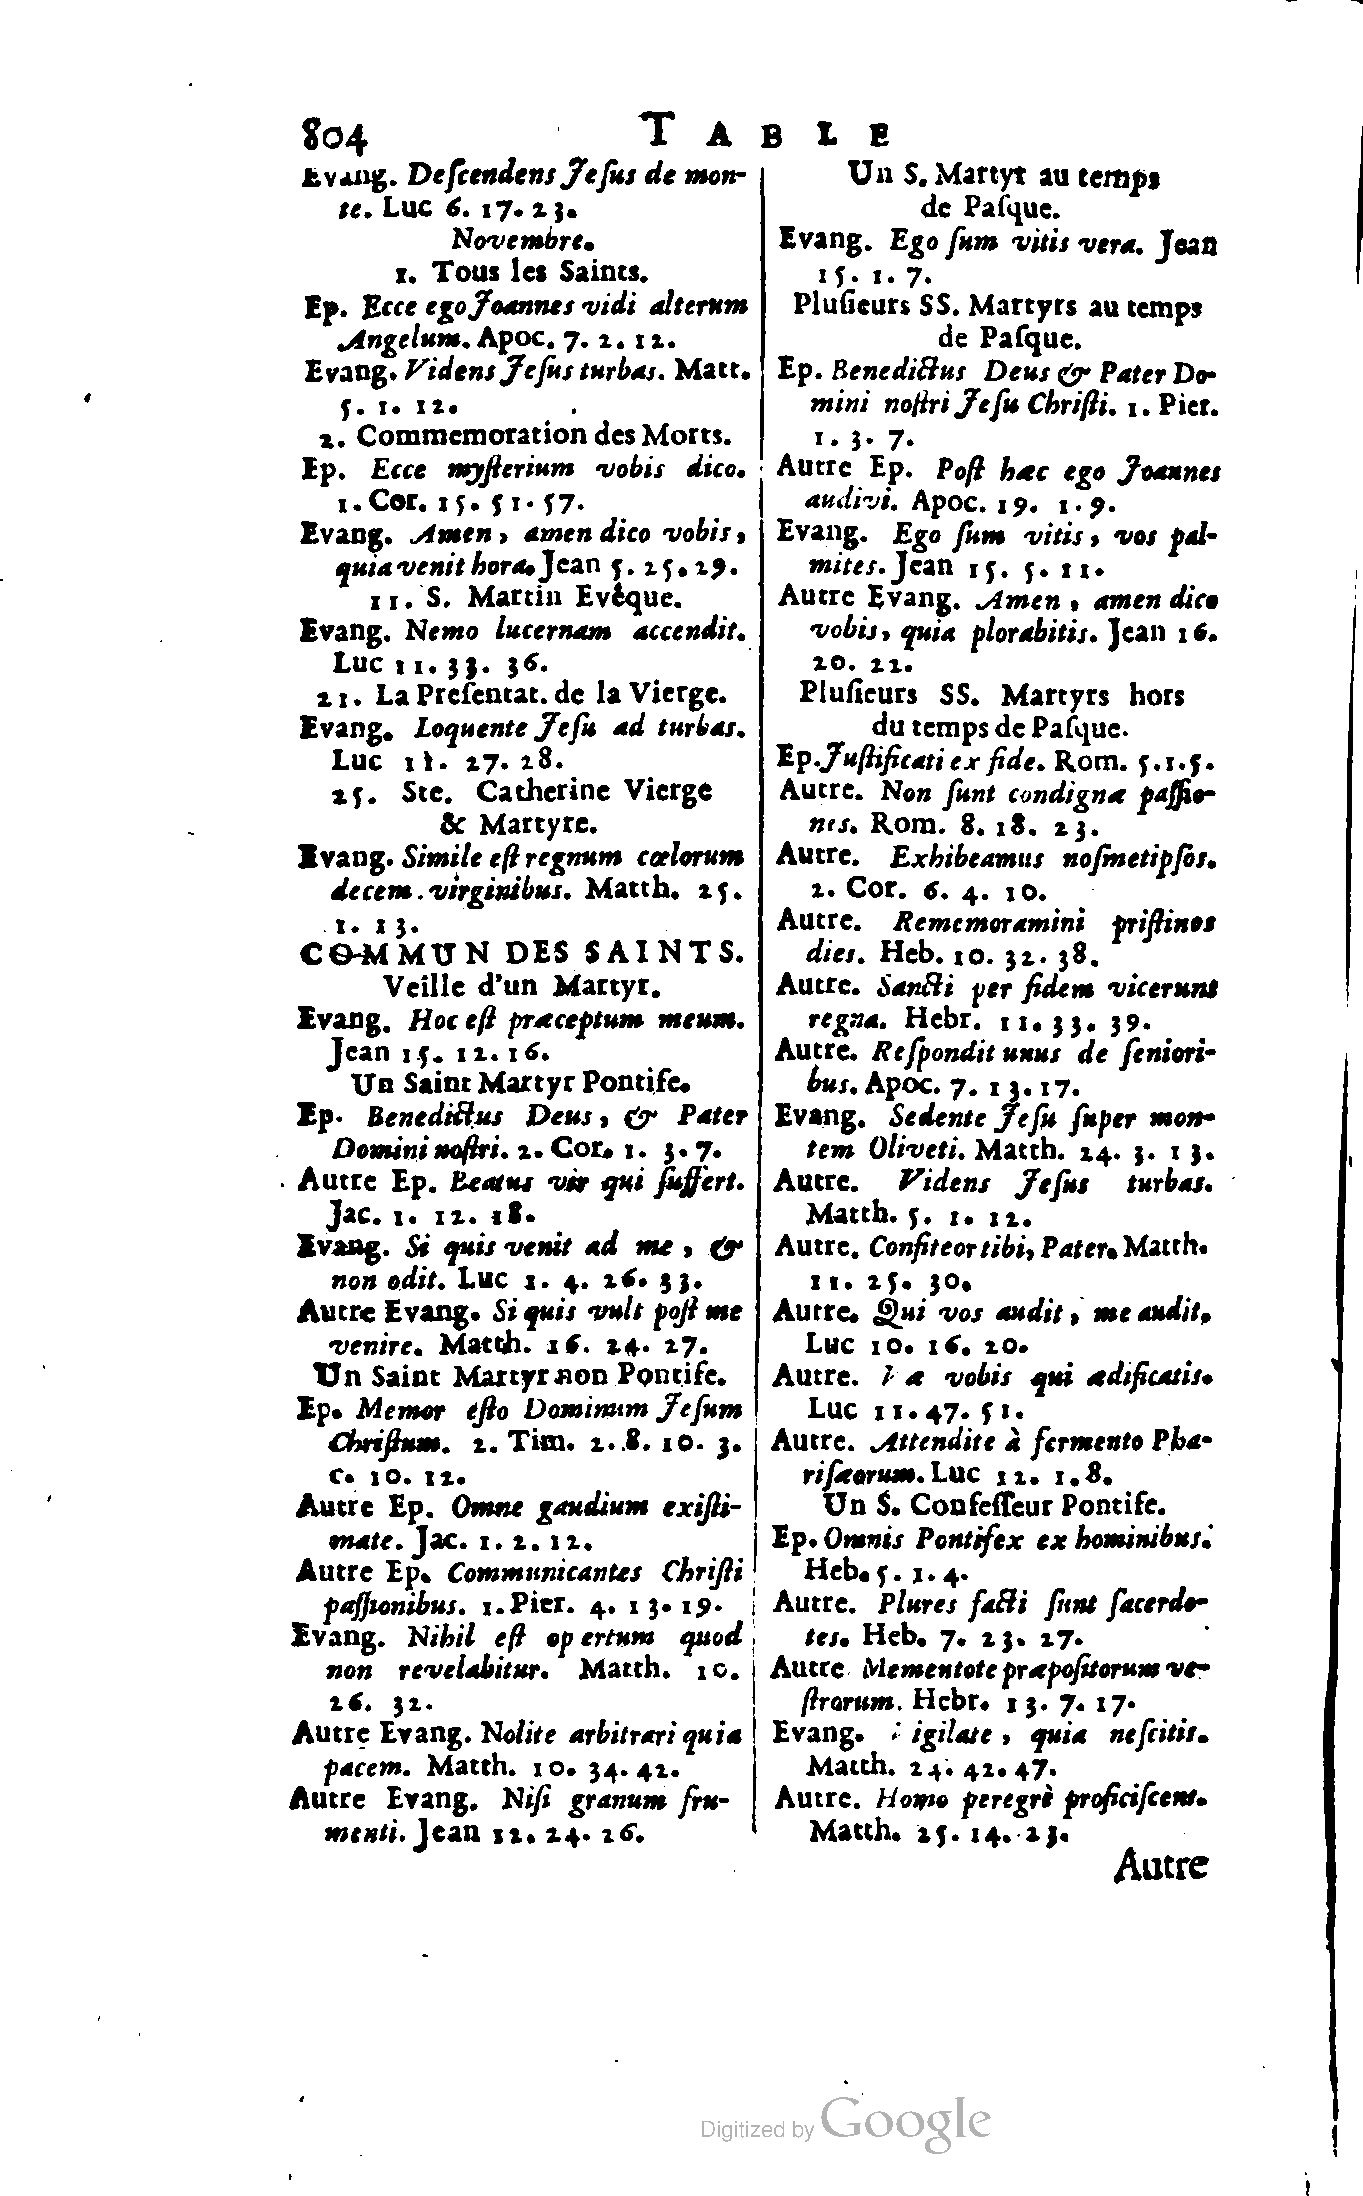 804 TABLE
Evang. Deſcendens Jeſus de mon-
te. Luc 6. 17. 23.
Novembre.
1. Tous les Saints.
Ep. Ecce ego Joannes vidi alterum
Angelum. Apoc. 7. 2. 12.
Evang. Videns Jeſus turbas. Matt.
5. 1. 12.
2. Commemoration des Morts.
Ep. Ecce myſterium vobis dico.
1. Cor. 15. 51. 57.
Evang. Amen, amen dico vobis,
quia venit hora. Jean 5. 25. 29.
11. S. Martin Evêque.
Evang. Nemo lucernam accendit.
Luc 11. 33. 36.
21. La Preſentat. de la Vierge.
Evang. Loquente Jeſu ad turbas.
Luc 11. 27. 28.
25. Ste. Catherine Vierge
& Martyre.
Evang. Simile eſt regnum cœlorum
decem. virginibus. Matth. 25.
1. 13.
COMMUN DES SAINTS.
Veille d'un Martyr.
Evang. Hoc eſt præceptum meum.
Jean 15. 12. 16.
Un Saint Martyr Pontife.
Ep. Benedictus Deus, & Pater
Domini noſtri. 2. Cor. 1. 3. 7.
Autre Ep. Beatus vir qui ſuffert.
Jac. 1. 12. 18.
Evang. Si quis venit ad me, &
non odit. Luc 1. 4. 26. 33.
Autre Evang. Si quis vult poſt me
venire. Matth. 16. 24. 27.
Un Saint Martyr non Pontife.
Ep. Memor eſto Dominum Jeſum
Chriſtum. 2. Tim. 2. 8. 10. 3.
c. 10. 12.
Autre Ep. Omne gaudium exiſti-
mate. Jac. 1. 2. 12.
Autre Ep. Communicantes Chriſti
paſſionibus. 1. Pier. 4. 13. 19.
Evang. Nihil eſt opertum quod
non revelabitur. Matth. 10.
26. 32.
Autre Evang. Nolite arbitrari quia
pacem. Matth. 10. 34. 42.
Autre Evang. Niſi granum fru-
menti. Jean 12. 24. 26.
Un S. Martyr au temps
de Paſque.
Evang. Ego ſum vitis vera. Jean
15. 1. 7.
Pluſieurs SS. Martyrs au temps
de Paſque.
Ep. Benedictus Deus & Pater Do-
mini noſtri Jeſu Chriſti. 1. Pier.
1. 3. 7.
Autre Ep. Poſt hæc ego Joannes
audivi. Apoc. 19. 1. 9.
Evang. Ego ſum vitis, vos pal-
mites. Jean 15. 5. 11.
Autre Evang. Amen, amen dico
vobis, quia plorabitis. Jean 16.
20. 22.
Pluſieurs SS. Martyrs hors
du temps de Paſque.
Ep. Juſtificati ex fide. Rom. 5. 1. 5.
Autre. Non ſunt condignæ paſſio-
nes. Rom. 8. 18. 23.
Autre. Exhibeamus noſmetipſos.
2. Cor. 6. 4. 10.
Autre. Rememoramini priſtinos
dies. Heb. 10. 32. 38.
Autre. Sancti per fidem vicerunt
regna. Hebr. 11. 33. 39.
Autre. Reſpondit unus de ſeniori-
bus. Apoc. 7. 13. 17.
Evang. Sedente Jeſu ſuper mon-
tem Oliveti. Matth. 24. 3. 13.
Autre. Videns Jeſus turbas.
Matth. 5. 1. 12.
Autre. Confiteor tibi, Pater. Matth.
11. 25. 30.
Autre. Qui vos audit, me audit,
Luc 10. 16. 20.
Autre. vobis qui ædificatis.
Luc 11. 47. 51.
Autre. Attendite à fermento Pha-
riſæorum. Luc 12. 1. 8.
Un S. Confeſſeur Pontife.
Ep. Omnis Pontifex ex hominibus.
Heb. 5. 1. 4.
Autre. Plures facti ſunt ſacerdo-
tes. Heb. 7. 23. 27.
Autre Mementote præpoſitorum ve-
ſtrorum. Hebr. 13. 7. 17.
Evang. igilate, quia neſcitis.
Matth. 24. 42. 47.
Autre. Homo peregrè proficiſcens.
Matth. 25. 14. 23.
Autre
Digitized by Google